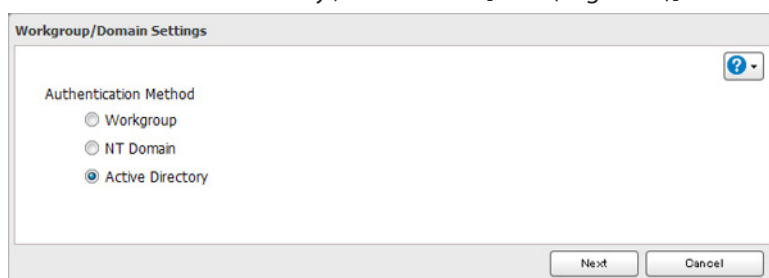 Workgroup/Domain Settings
?
Authentication Method
Workgroup
NT Domain
Active Directory
Next Cancel